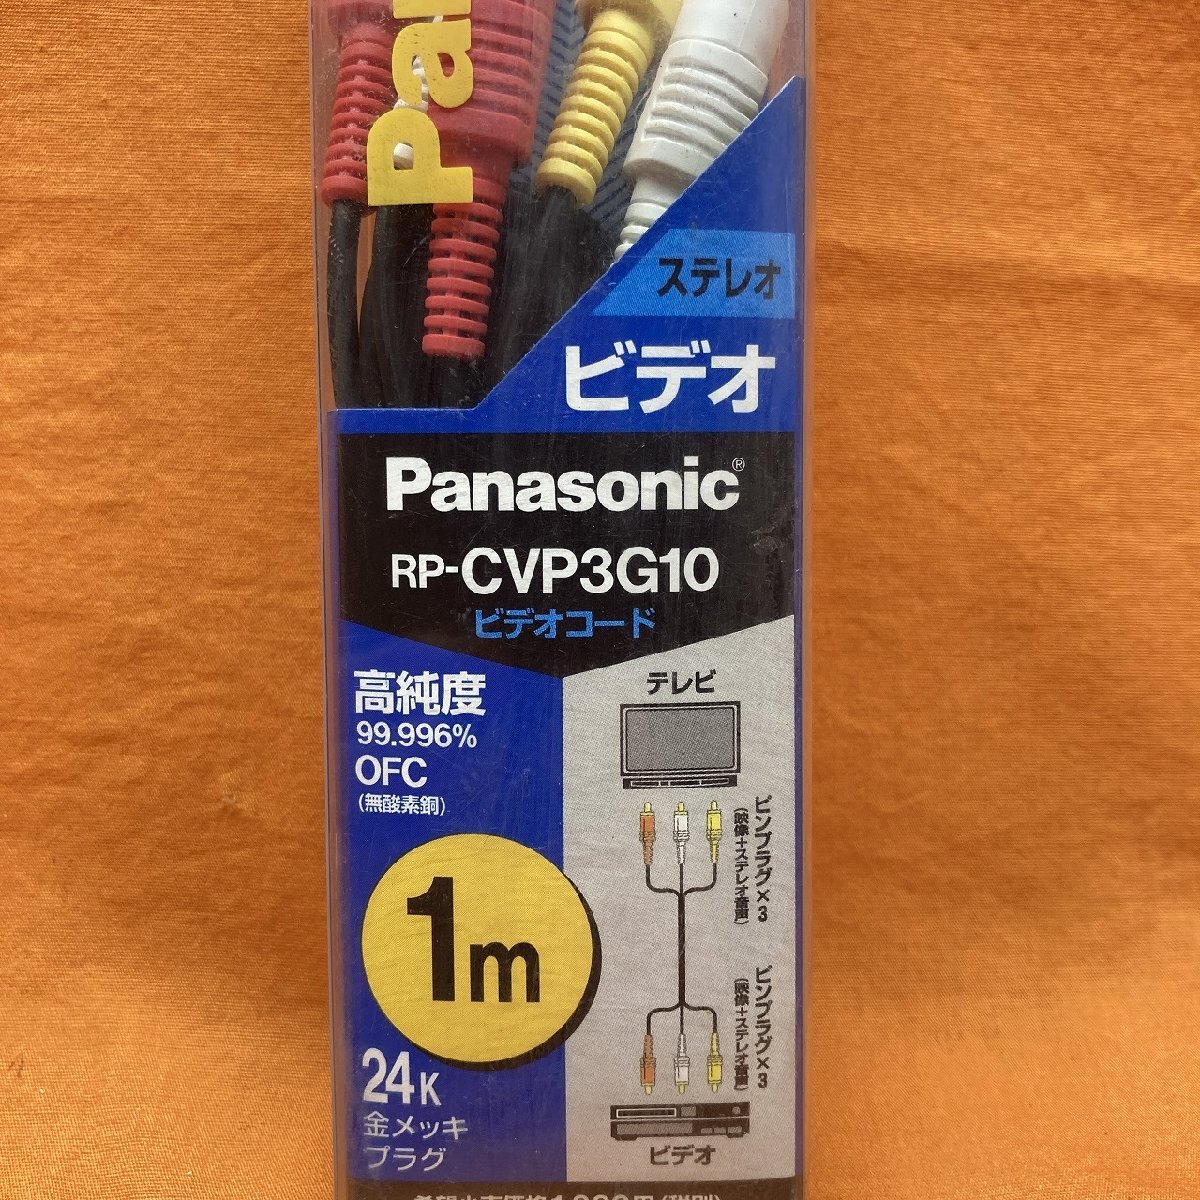 Pan
ステレオ
ビデオ
Panasonic®
RP-CVP3G10
ビデオコード
高純度
99.996%
OFC
(無酸素銅)
1m
24K
金メッキ
プラグ
テレビ
ピンプラグ×3
(映像+ステレオ音声)
ピンプラグ×3
(映像+ステレオ音声)
ビデオ